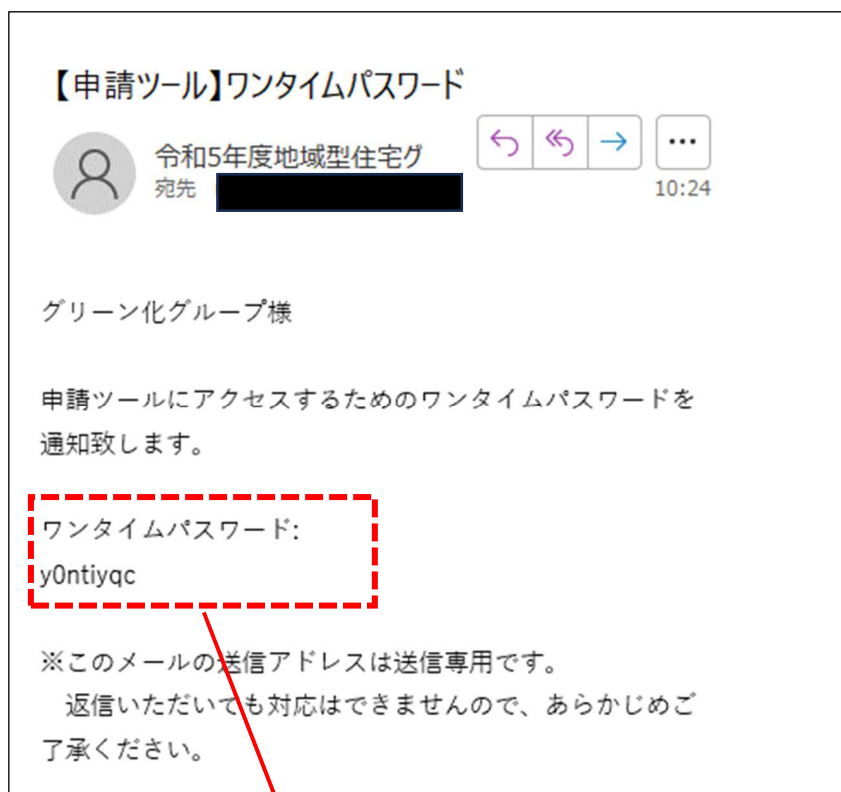 【申請ツール】ワンタイムパスワード
令和5年度地域型住宅グ
宛先
10:24
グリーン化グループ様
申請ツールにアクセスするためのワンタイムパスワードを
通知致します。
ワンタイムパスワード:
y0ntiyqc
※このメールの送信アドレスは送信専用です。
返信いただいても対応はできませんので、あらかじめご
了承ください。